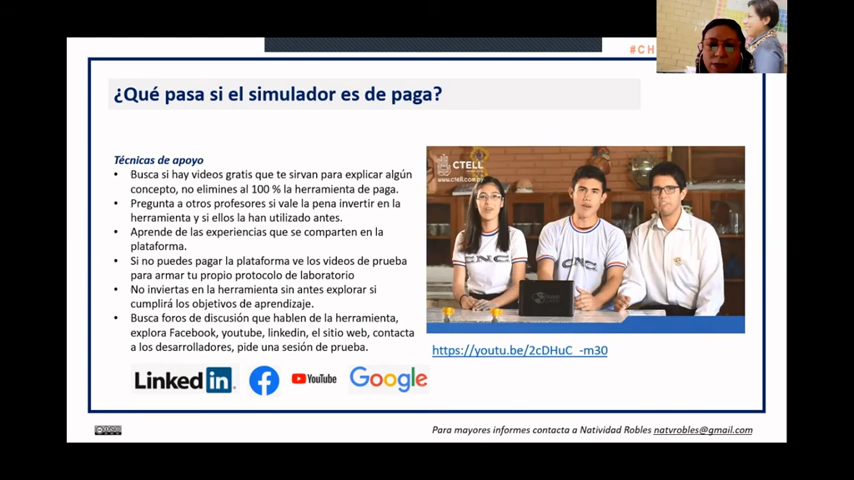 #CH
¿Qué pasa si el simulador es de paga?
Técnicas de apoyo
• Busca si hay videos gratis que te sirvan para explicar algún
concepto, no elimines al 100 % la herramienta de paga.
• Pregunta a otros profesores si vale la pena invertir en la
herramienta y si ellos la han utilizado antes.
• Aprende de las experiencias que se comparten en la
plataforma.
• Si no puedes pagar la plataforma ve los videos de prueba
para armar tu propio protocolo de laboratorio
• No inviertas en la herramienta sin antes explorar si
cumplirá los objetivos de aprendizaje.
• Busca foros de discusión que hablen de la herramienta,
explora Facebook, youtube, linkedin, el sitio web, contacta
a los desarrolladores, pide una sesión de prueba.
CTELL
www.ctell.com.py
CNC
CNC
https://youtu.be/2cDHuC_-m30
LinkedIn
YouTube
Google
Para mayores informes contacta a Natividad Robles natvrobles@gmail.com